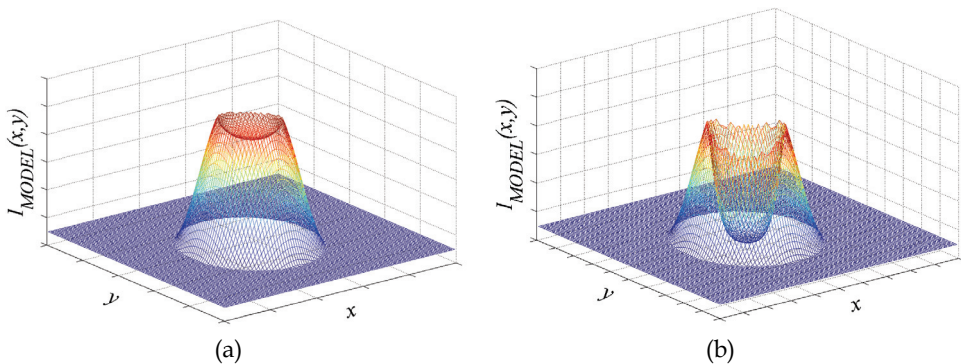 I_MODEL(x,y)
y
x
(a)
I_MODEL(x,y)
y
x
(b)